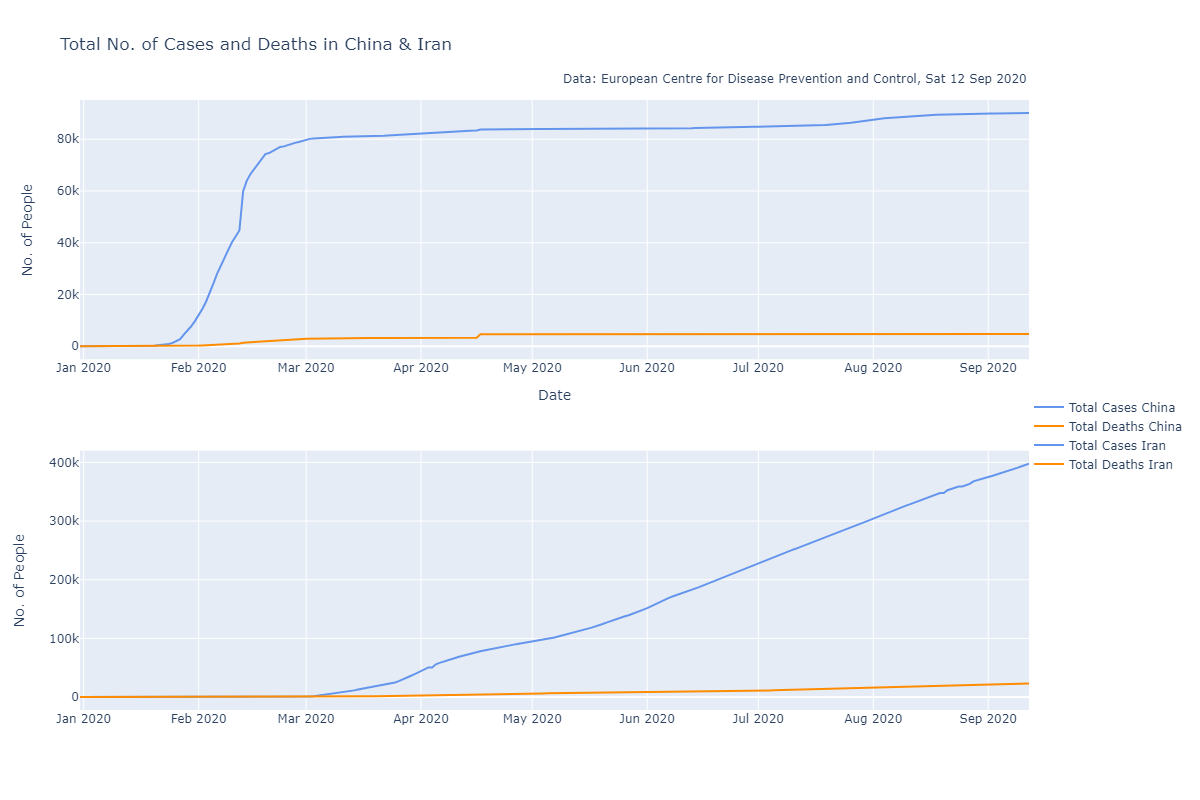 Total No. of Cases and Deaths in China & Iran
Data: European Centre for Disease Prevention and Control, Sat 12 Sep 2020
No. of People
80k
60k
40k
20k
0
Jan 2020 Feb 2020 Mar 2020 Apr 2020 May 2020 Jun 2020 Jul 2020 Aug 2020 Sep 2020
Date
Total Cases China
Total Deaths China
Total Cases Iran
Total Deaths Iran
No. of People
400k
300k
200k
100k
0
Jan 2020 Feb 2020 Mar 2020 Apr 2020 May 2020 Jun 2020 Jul 2020 Aug 2020 Sep 2020